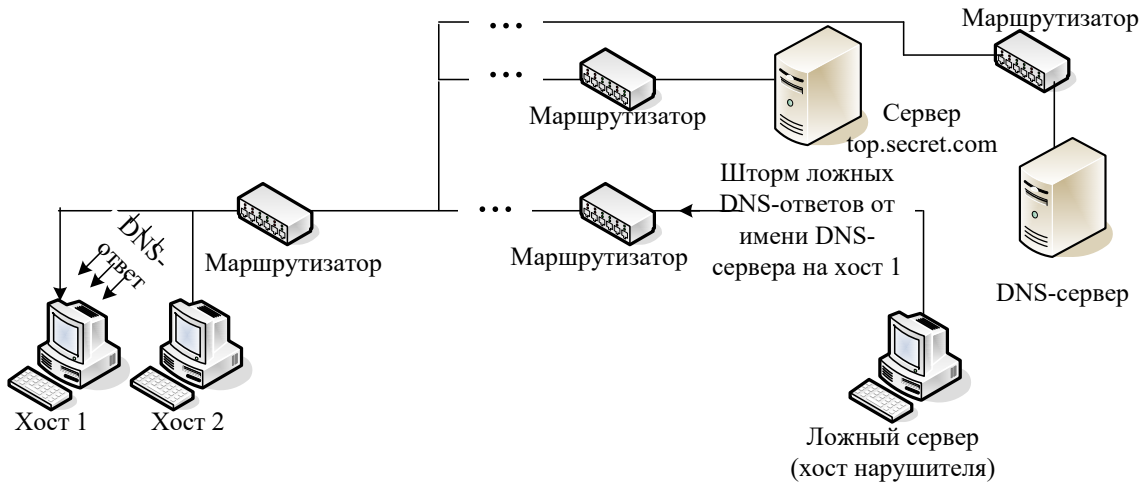 Маршрутизатор
Маршрутизатор
Сервер
top.secret.com
Шторм ложных
DNS-ответов от
имени DNS-
сервера на хост 1
DNS-
ответ
Маршрутизатор
Маршрутизатор
DNS-сервер
Хост 1
Хост 2
Ложный сервер
(хост нарушителя)